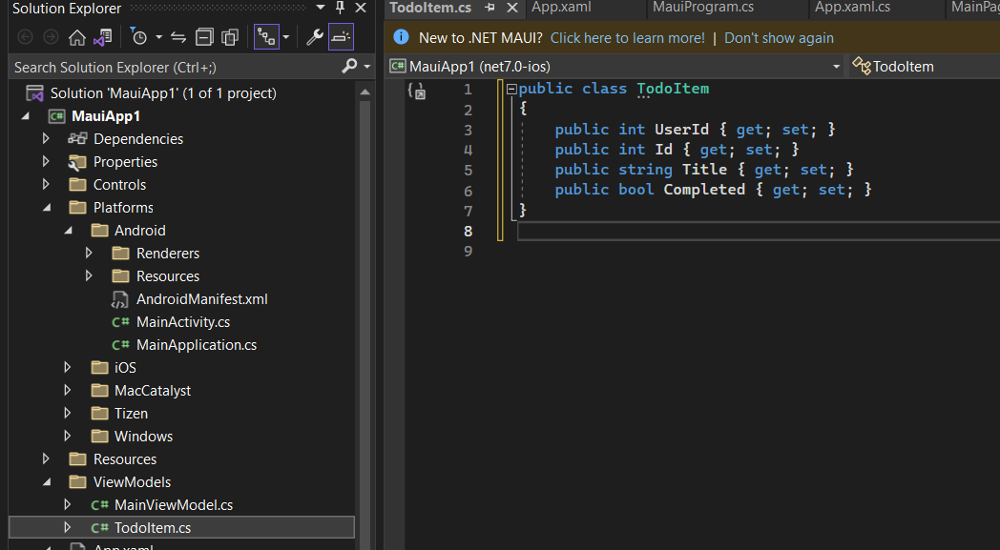 Solution Explorer
Search Solution Explorer (Ctrl+;)
Solution 'MauiApp1' (1 of 1 project)
C# MauiApp1
Dependencies
Properties
Controls
Platforms
Android
Renderers
Resources
AndroidManifest.xml
C# MainActivity.cs
C# MainApplication.cs
iOS
MacCatalyst
Tizen
Windows
Resources
ViewModels
C# MainViewModel.cs
C# TodoItem.cs
App.xaml
TodoItem.cs App.xaml MauiProgram.cs App.xaml.cs MainPag
New to .NET MAUI? Click here to learn more! | Don't show again
C# MauiApp1 (net7.0-ios) TodoItem
1 public class TodoItem
2 {
3 public int UserId { get; set; }
4 public int Id { get; set; }
5 public string Title { get; set; }
6 public bool Completed { get; set; }
7 }
8
9